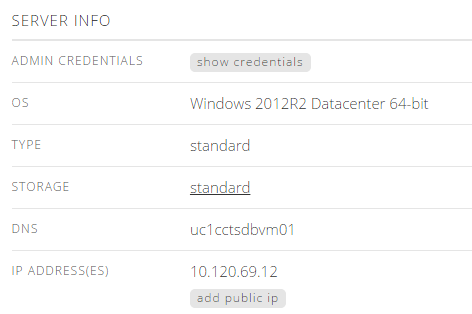 SERVER INFO
ADMIN CREDENTIALS show credentials
OS Windows 2012R2 Datacenter 64-bit
TYPE standard
STORAGE standard
DNS uc1cctsdbvm01
IP ADDRESS(ES) 10.120.69.12
add public ip